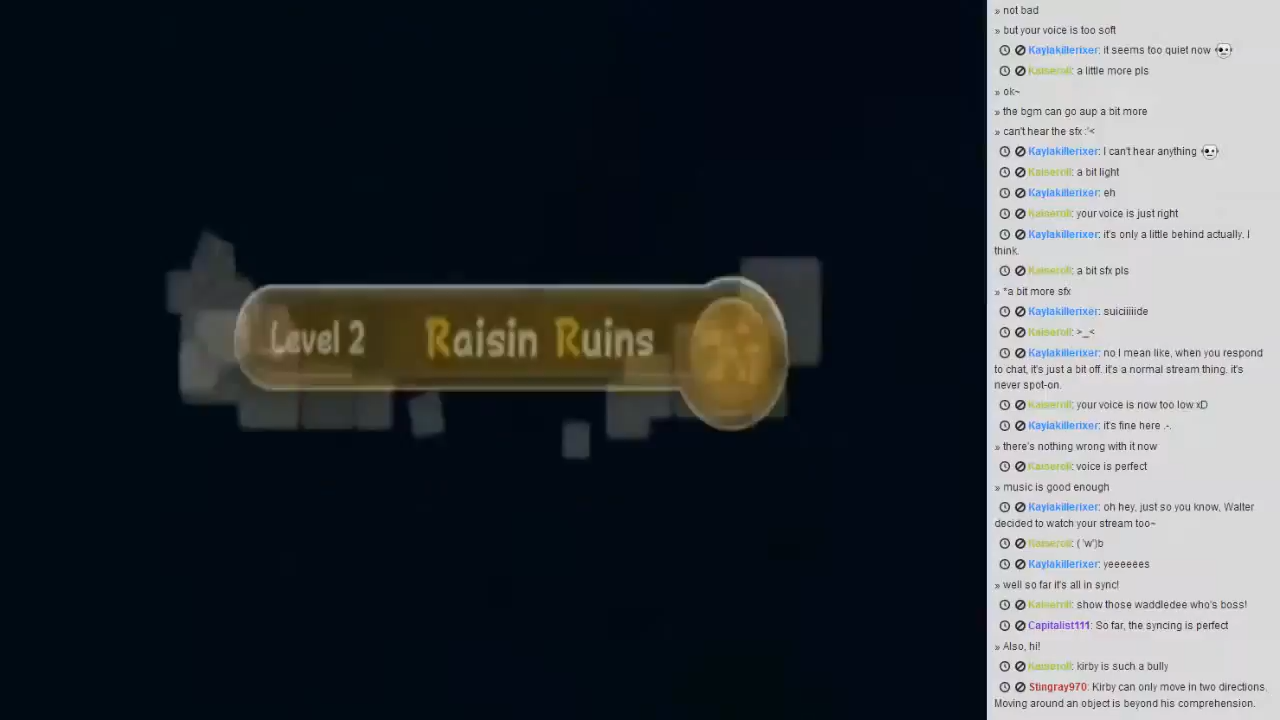 Level 2 Raisin Ruins
» not bad
» but your voice is too soft
Kaylakillerixer: it seems too quiet now
Kaiseroll: a little more pls
» ok~
» the bgm can go aup a bit more
» can't hear the sfx :'<
Kaylakillerixer: I can't hear anything
Kaiseroll: a bit light
Kaylakillerixer: eh
Kaiseroll: your voice is just right
Kaylakillerixer: it's only a little behind actually. I
think.
Kaiseroll: a bit sfx pls
» *a bit more sfx
Kaylakillerixer: suiciiiiide
Kaiseroll: >_<
Kaylakillerixer: no I mean like, when you respond
to chat, it's just a bit off. it's a normal stream thing. it's
never spot-on.
Kaiseroll: your voice is now too low xD
Kaylakillerixer: it's fine here .-.
» there's nothing wrong with it now
Kaiseroll: voice is perfect
» music is good enough
Kaylakillerixer: oh hey, just so you know, Walter
decided to watch your stream too~
Kaiseroll: ( 'w')b
Kaylakillerixer: yeeeeees
» well so far it's all in sync!
Kaiseroll: show those waddledee who's boss!
Capitalist111: So far, the syncing is perfect
» Also, hi!
Kaiseroll: kirby is such a bully
Stingray970: Kirby can only move in two directions.
Moving around an object is beyond his comprehension.